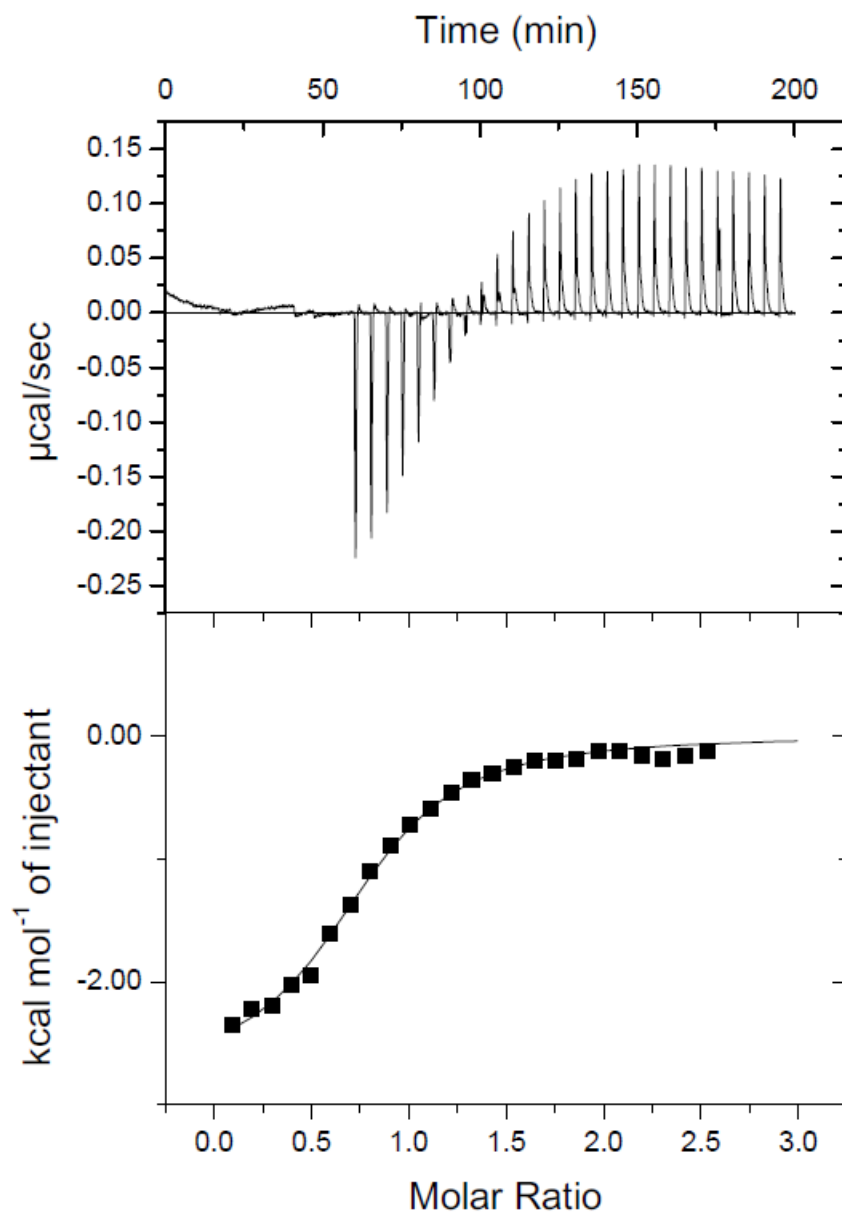 Time (min)
0 50 100 150 200
0.15
0.10
0.05
0.00
-0.05
-0.10
-0.15
-0.20
-0.25
µcal/sec
0.00
-2.00
kcal mol⁻¹ of injectant
0.0 0.5 1.0 1.5 2.0 2.5 3.0
Molar Ratio